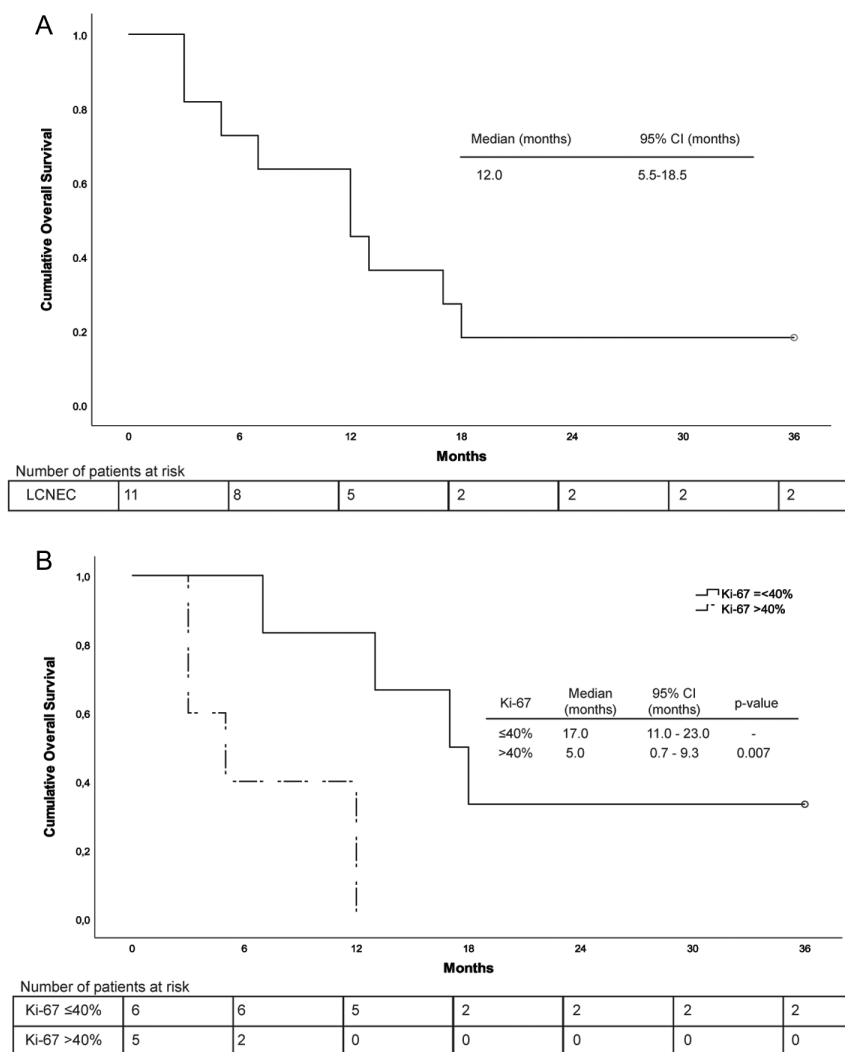 A
Cumulative Overall Survival
1.0
0.8
0.6
0.4
0.2
0.0
Median (months) 95% CI (months)
12.0 5.5-18.5
0 6 12 18 24 30 36
Months
Number of patients at risk
LCNEC 11 8 5 2 2 2 2
B
Cumulative Overall Survival
1,0
0,8
0,6
0,4
0,2
0,0
Ki-67 =<40%
Ki-67 >40%
Ki-67 Median (months) 95% CI (months) p-value
≤40% 17.0 11.0 - 23.0 -
>40% 5.0 0.7 - 9.3 0.007
0 6 12 18 24 30 36
Months
Number of patients at risk
Ki-67 ≤40% 6 6 5 2 2 2 2
Ki-67 >40% 5 2 0 0 0 0 0